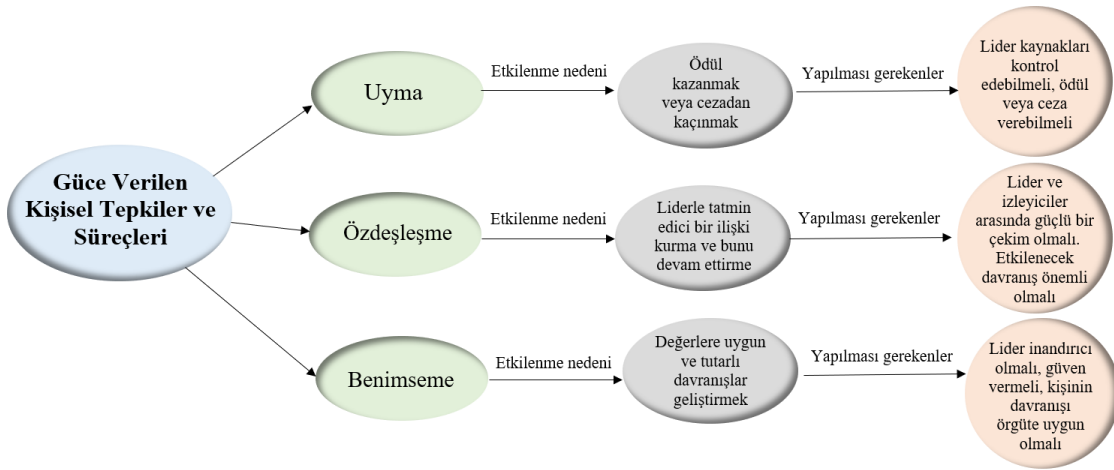 Güce Verilen
Kişisel Tepkiler ve
Süreçleri
Uyma
Etkilenme nedeni
Ödül
kazanmak
veya cezadan
kaçınmak
Yapılması gerekenler
Lider kaynakları
kontrol
edebilmeli, ödül
veya ceza
verebilmeli
Özdeşleşme
Etkilenme nedeni
Liderle tatmin
edici bir ilişki
kurma ve bunu
devam ettirme
Yapılması gerekenler
Lider ve
izleyiciler
arasında güçlü bir
çekim olmalı.
Etkilenecek
davranış önemli
olmalı
Benimseme
Etkilenme nedeni
Değerlere uygun
ve tutarlı
davranışlar
geliştirmek
Yapılması gerekenler
Lider inandırıcı
olmalı, güven
vermeli, kişinin
davranışı
örgüte uygun
olmalı